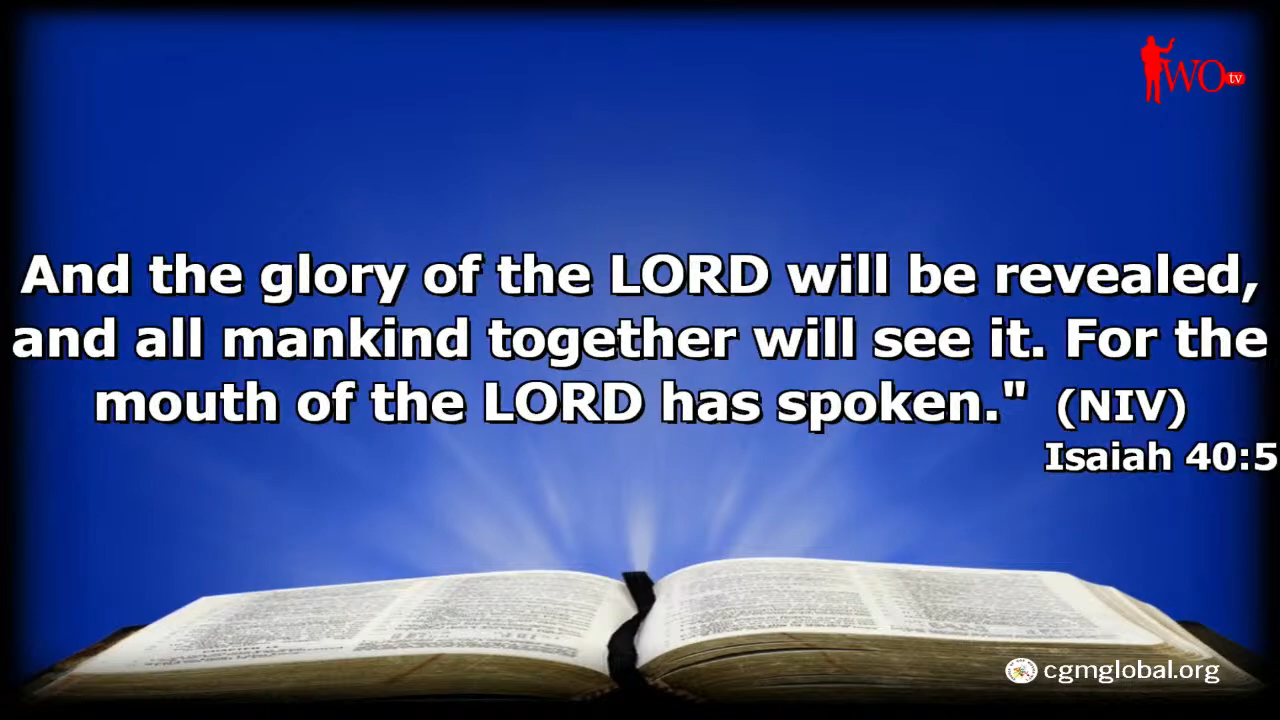 WO tv
And the glory of the LORD will be revealed,
and all mankind together will see it. For the
mouth of the LORD has spoken." (NIV)
Isaiah 40:5
cgmglobal.org